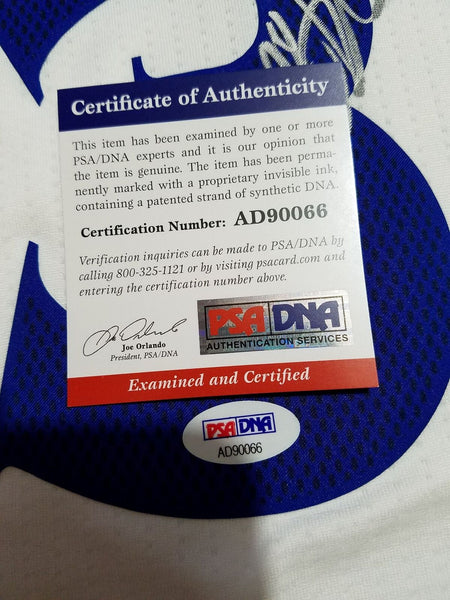 Certificate of Authenticity
This item has been examined by one or more
PSA/DNA experts and it is our opinion that
the item is genuine. The item has been perma-
nently marked with a proprietary invisible ink,
containing a patented strand of synthetic DNA.
Certification Number: AD90066
Verification inquiries can be made to PSA/DNA by
calling 800-325-1121 or by visiting psacard.com and
entering the certification number above.
Joe Orlando
President, PSA/DNA
PSA DNA
AUTHENTICATION SERVICES
Examined and Certified
PSA DNA
AD90066